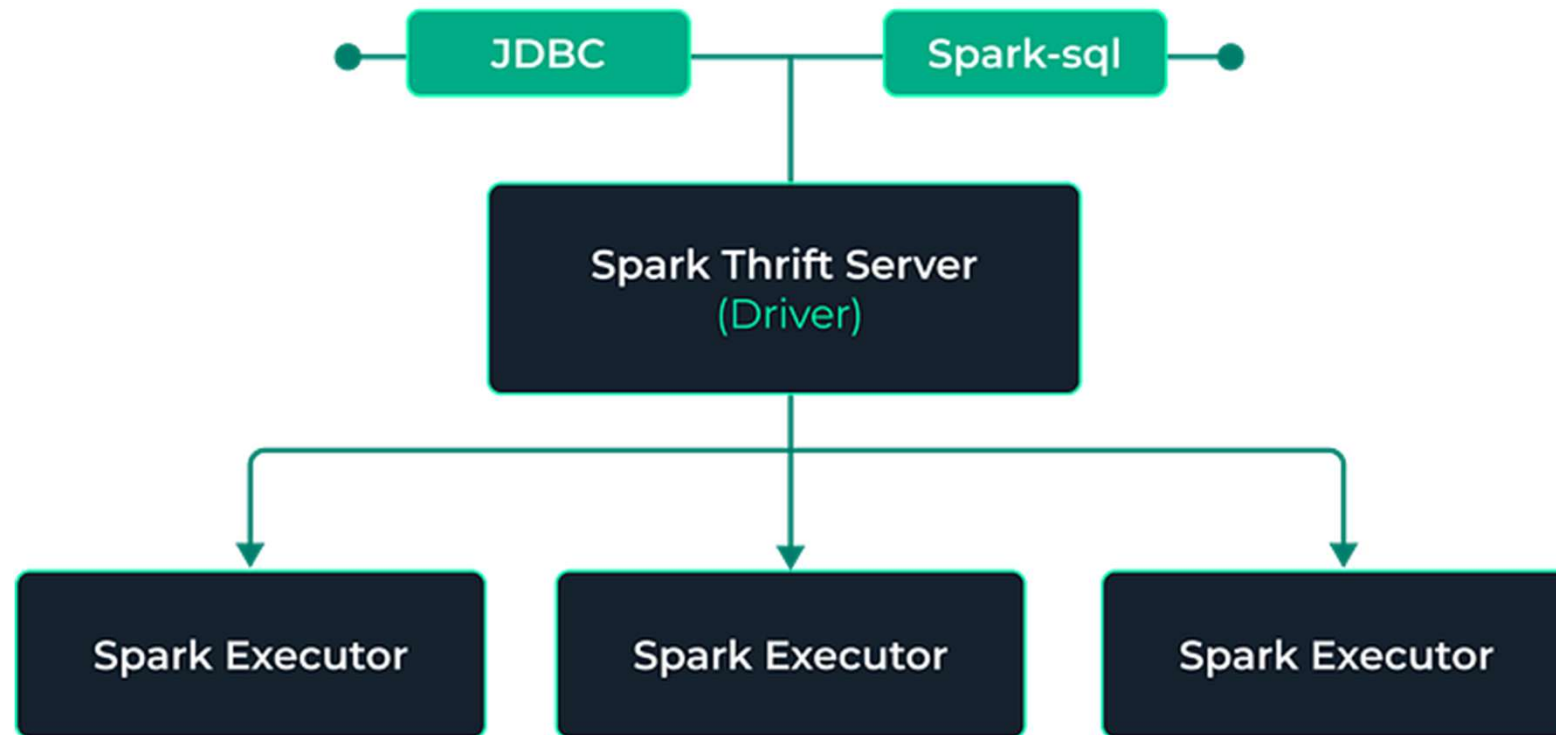 JDBC
Spark-sql
Spark Thrift Server
(Driver)
Spark Executor
Spark Executor
Spark Executor